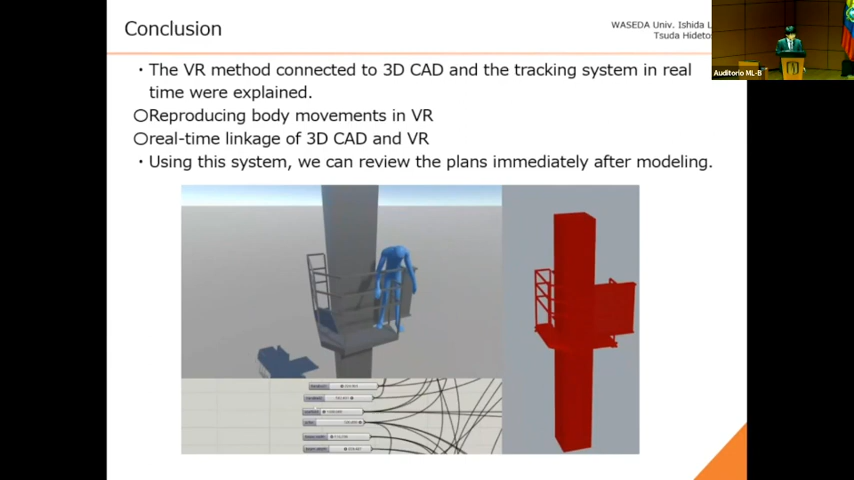 Conclusion
WASEDA Univ. Ishida L
Tsuda Hideto
・The VR method connected to 3D CAD and the tracking system in real
time were explained.
○Reproducing body movements in VR
○real-time linkage of 3D CAD and VR
・Using this system, we can review the plans immediately after modeling.
Auditorio ML-B